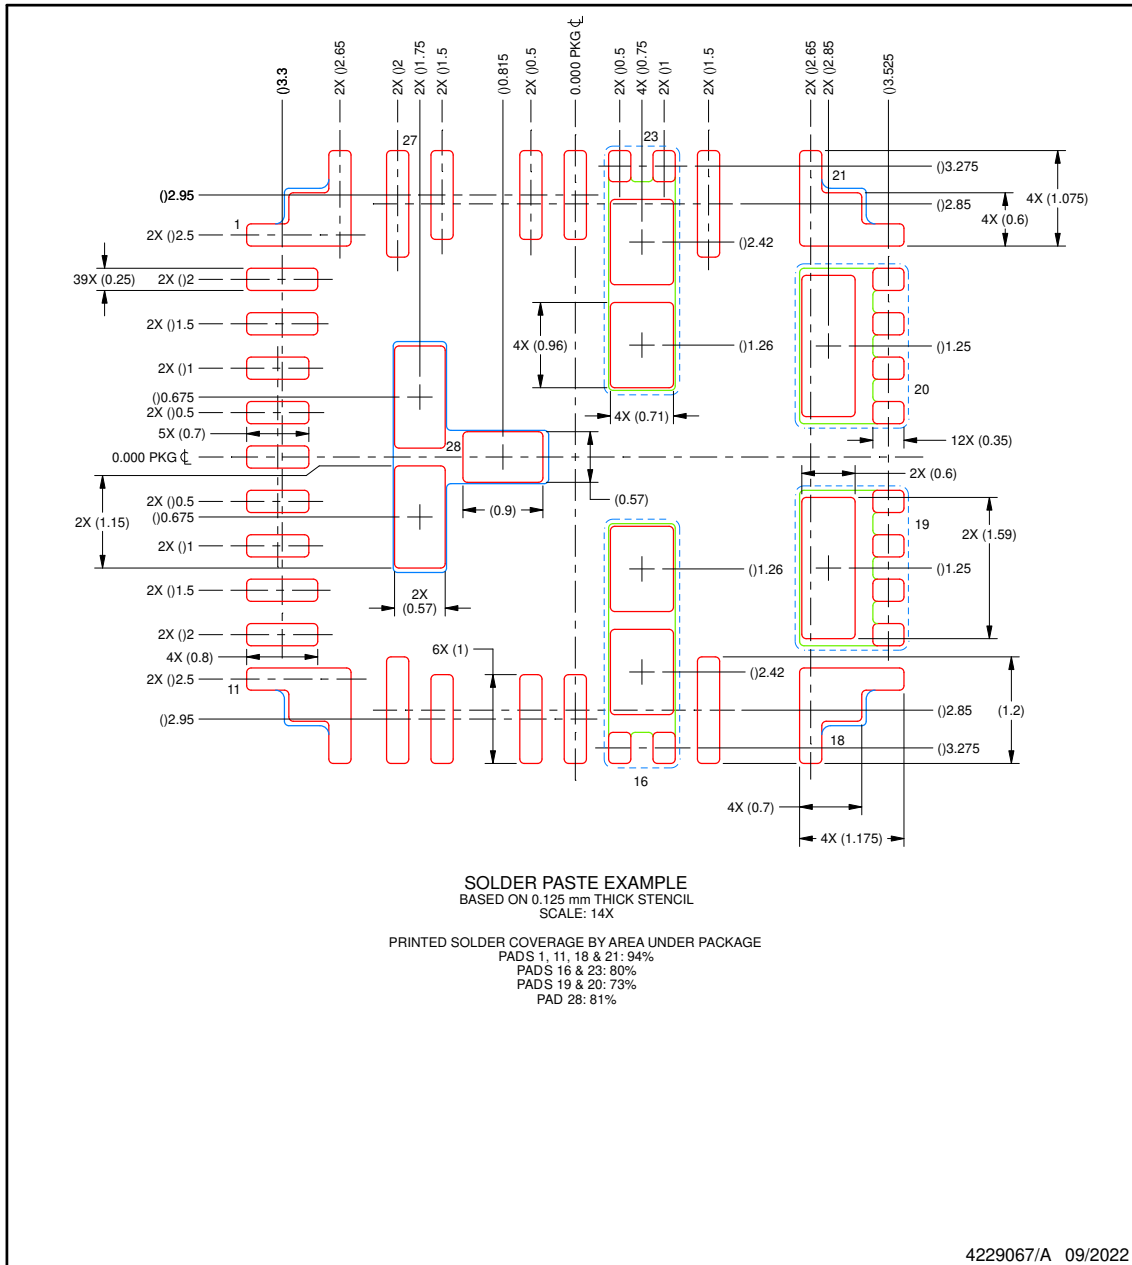 ()3.3
2X ()2.65
2X ()2
2X ()1.75
2X ()1.5
()0.815
2X ()0.5
0.000 PKG ℄
2X ()0.5
4X ()0.75
2X ()1
2X ()1.5
2X ()2.65
2X ()2.85
()3.525
27
23
21
()3.275
()2.95
()2.85
4X (0.6)
4X (1.075)
1
2X ()2.5
()2.42
39X (0.25)
2X ()2
2X ()1.5
4X (0.96)
()1.26
()1.25
2X ()1
()0.675
20
2X ()0.5
4X (0.71)
5X (0.7)
12X (0.35)
28
0.000 PKG ℄
2X (0.6)
2X ()0.5
(0.57)
(0.9)
()0.675
19
2X (1.15)
2X (1.59)
2X ()1
()1.26
()1.25
2X ()1.5
2X
(0.57)
2X ()2
4X (0.8)
6X (1)
2X ()2.5
11
()2.42
()2.95
()2.85
(1.2)
18
()3.275
16
4X (0.7)
4X (1.175)
SOLDER PASTE EXAMPLE
BASED ON 0.125 mm THICK STENCIL
SCALE: 14X
PRINTED SOLDER COVERAGE BY AREA UNDER PACKAGE
PADS 1, 11, 18 & 21: 94%
PADS 16 & 23: 80%
PADS 19 & 20: 73%
PAD 28: 81%
4229067/A 09/2022